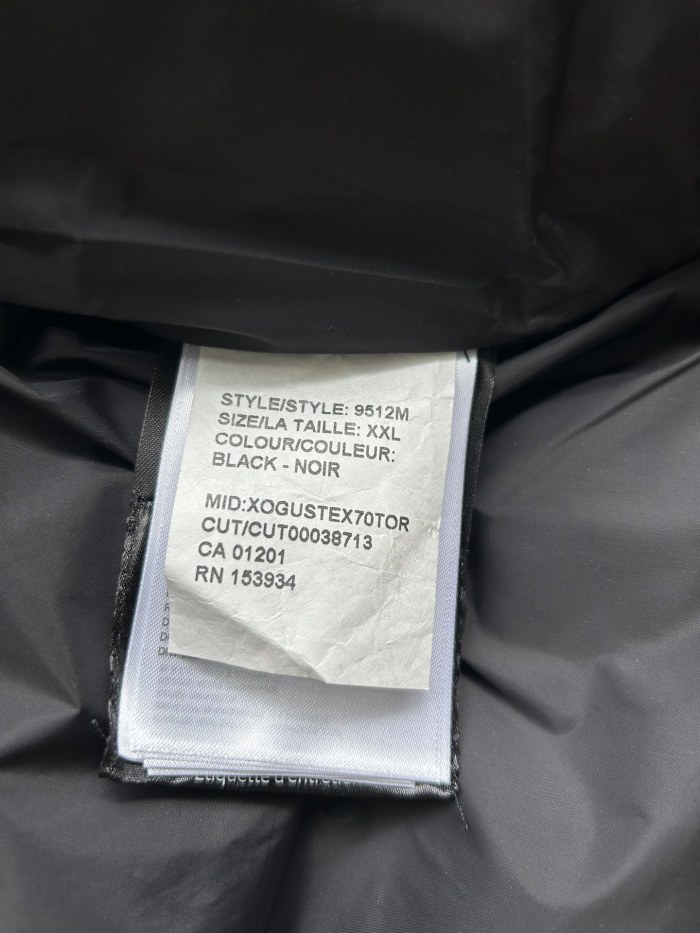 STYLE/STYLE: 9512M
SIZE/LA TAILLE: XXL
COLOUR/COULEUR:
BLACK - NOIR
MID:XOGUSTEX70TOR
CUT/CUT00038713
CA 01201
RN 153934